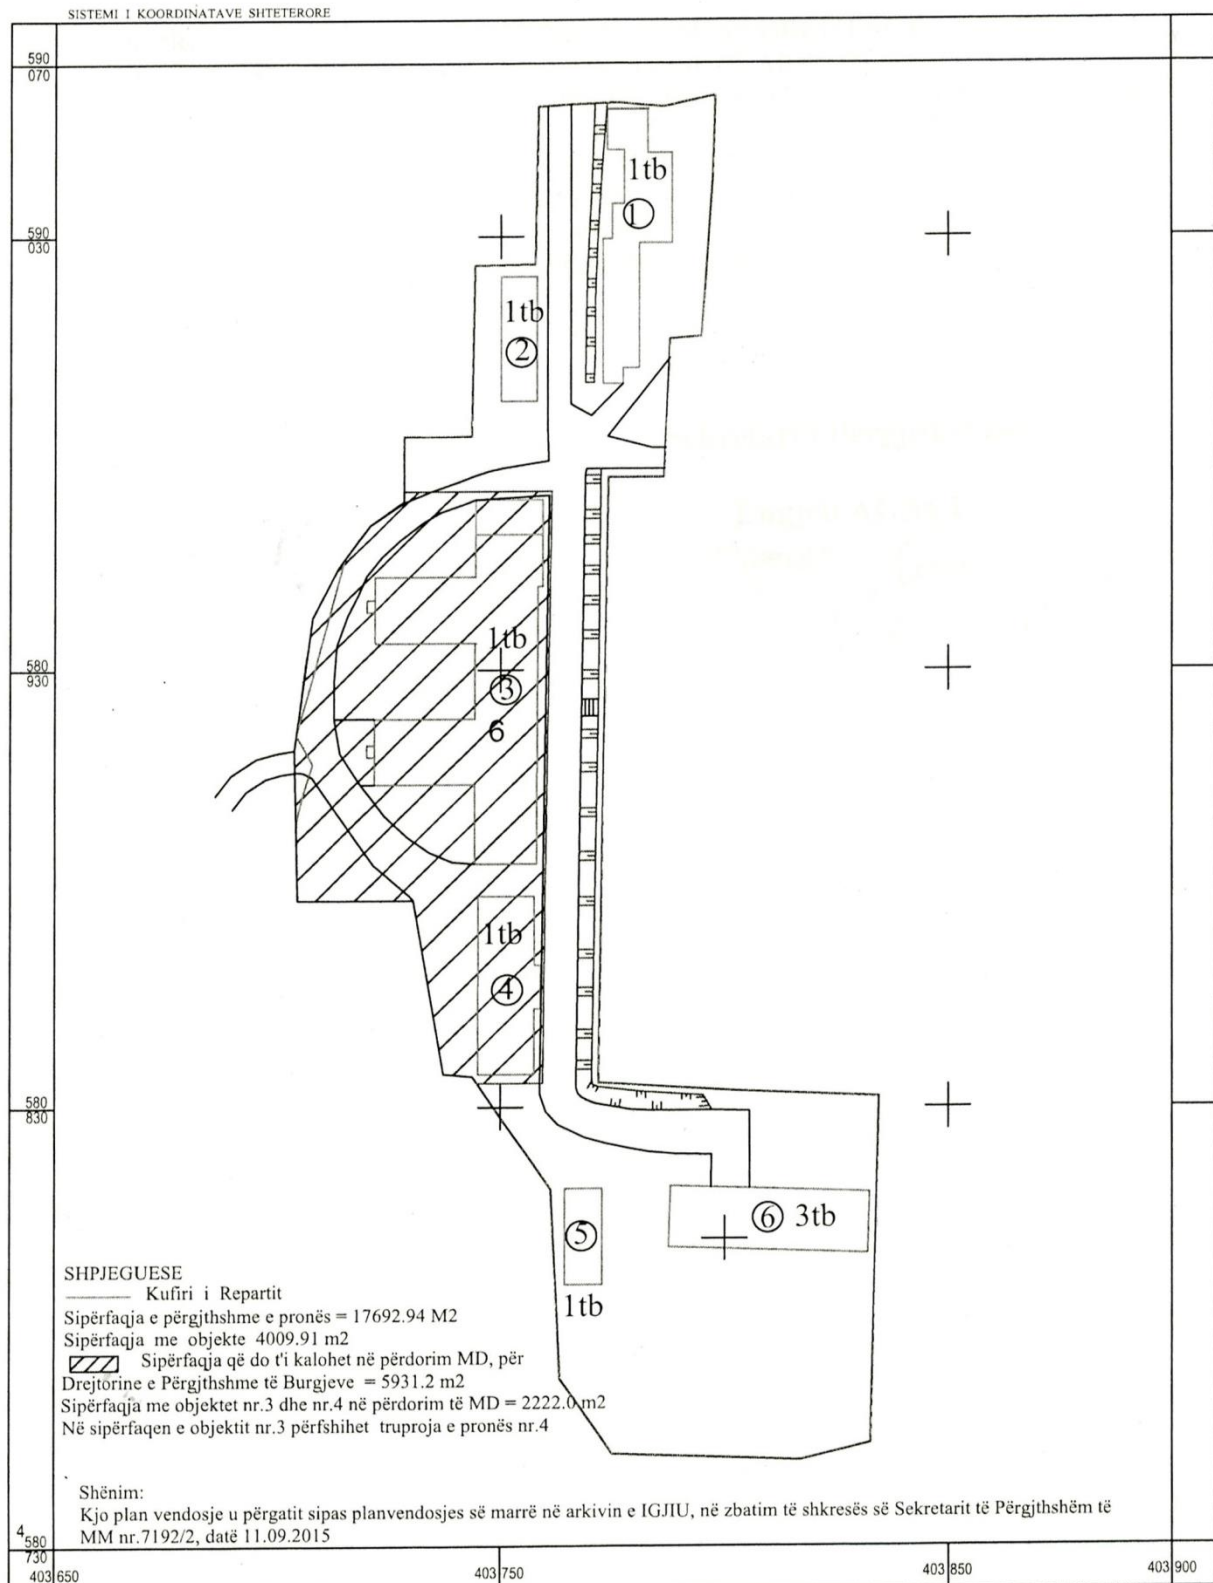 SISTEMI I KOORDINATAVE SHTETERORE
590
070
1tb
1
590
030
1tb
2
1tb
580
930
3
6
1tb
4
580
830
6 3tb
5
1tb
SHPJEGUESE
Kufiri i Repartit
Sipërfaqja e përgjithshme e pronës = 17692.94 M2
Sipërfaqja me objekte 4009.91 m2
Sipërfaqja që do t'i kalohet në përdorim MD, për
Drejtorine e Përgjithshme të Burgjeve = 5931.2 m2
Sipërfaqja me objektet nr.3 dhe nr.4 në përdorim të MD = 2222.0 m2
Në sipërfaqen e objektit nr.3 përfshihet truproja e pronës nr.4
Shënim:
Kjo plan vendosje u përgatit sipas planvendosjes së marrë në arkivin e IGJIU, në zbatim të shkresës së Sekretarit të Përgjithshëm të
MM nr.7192/2, datë 11.09.2015
4 580
730
403 650
403 750
403 850
403 900